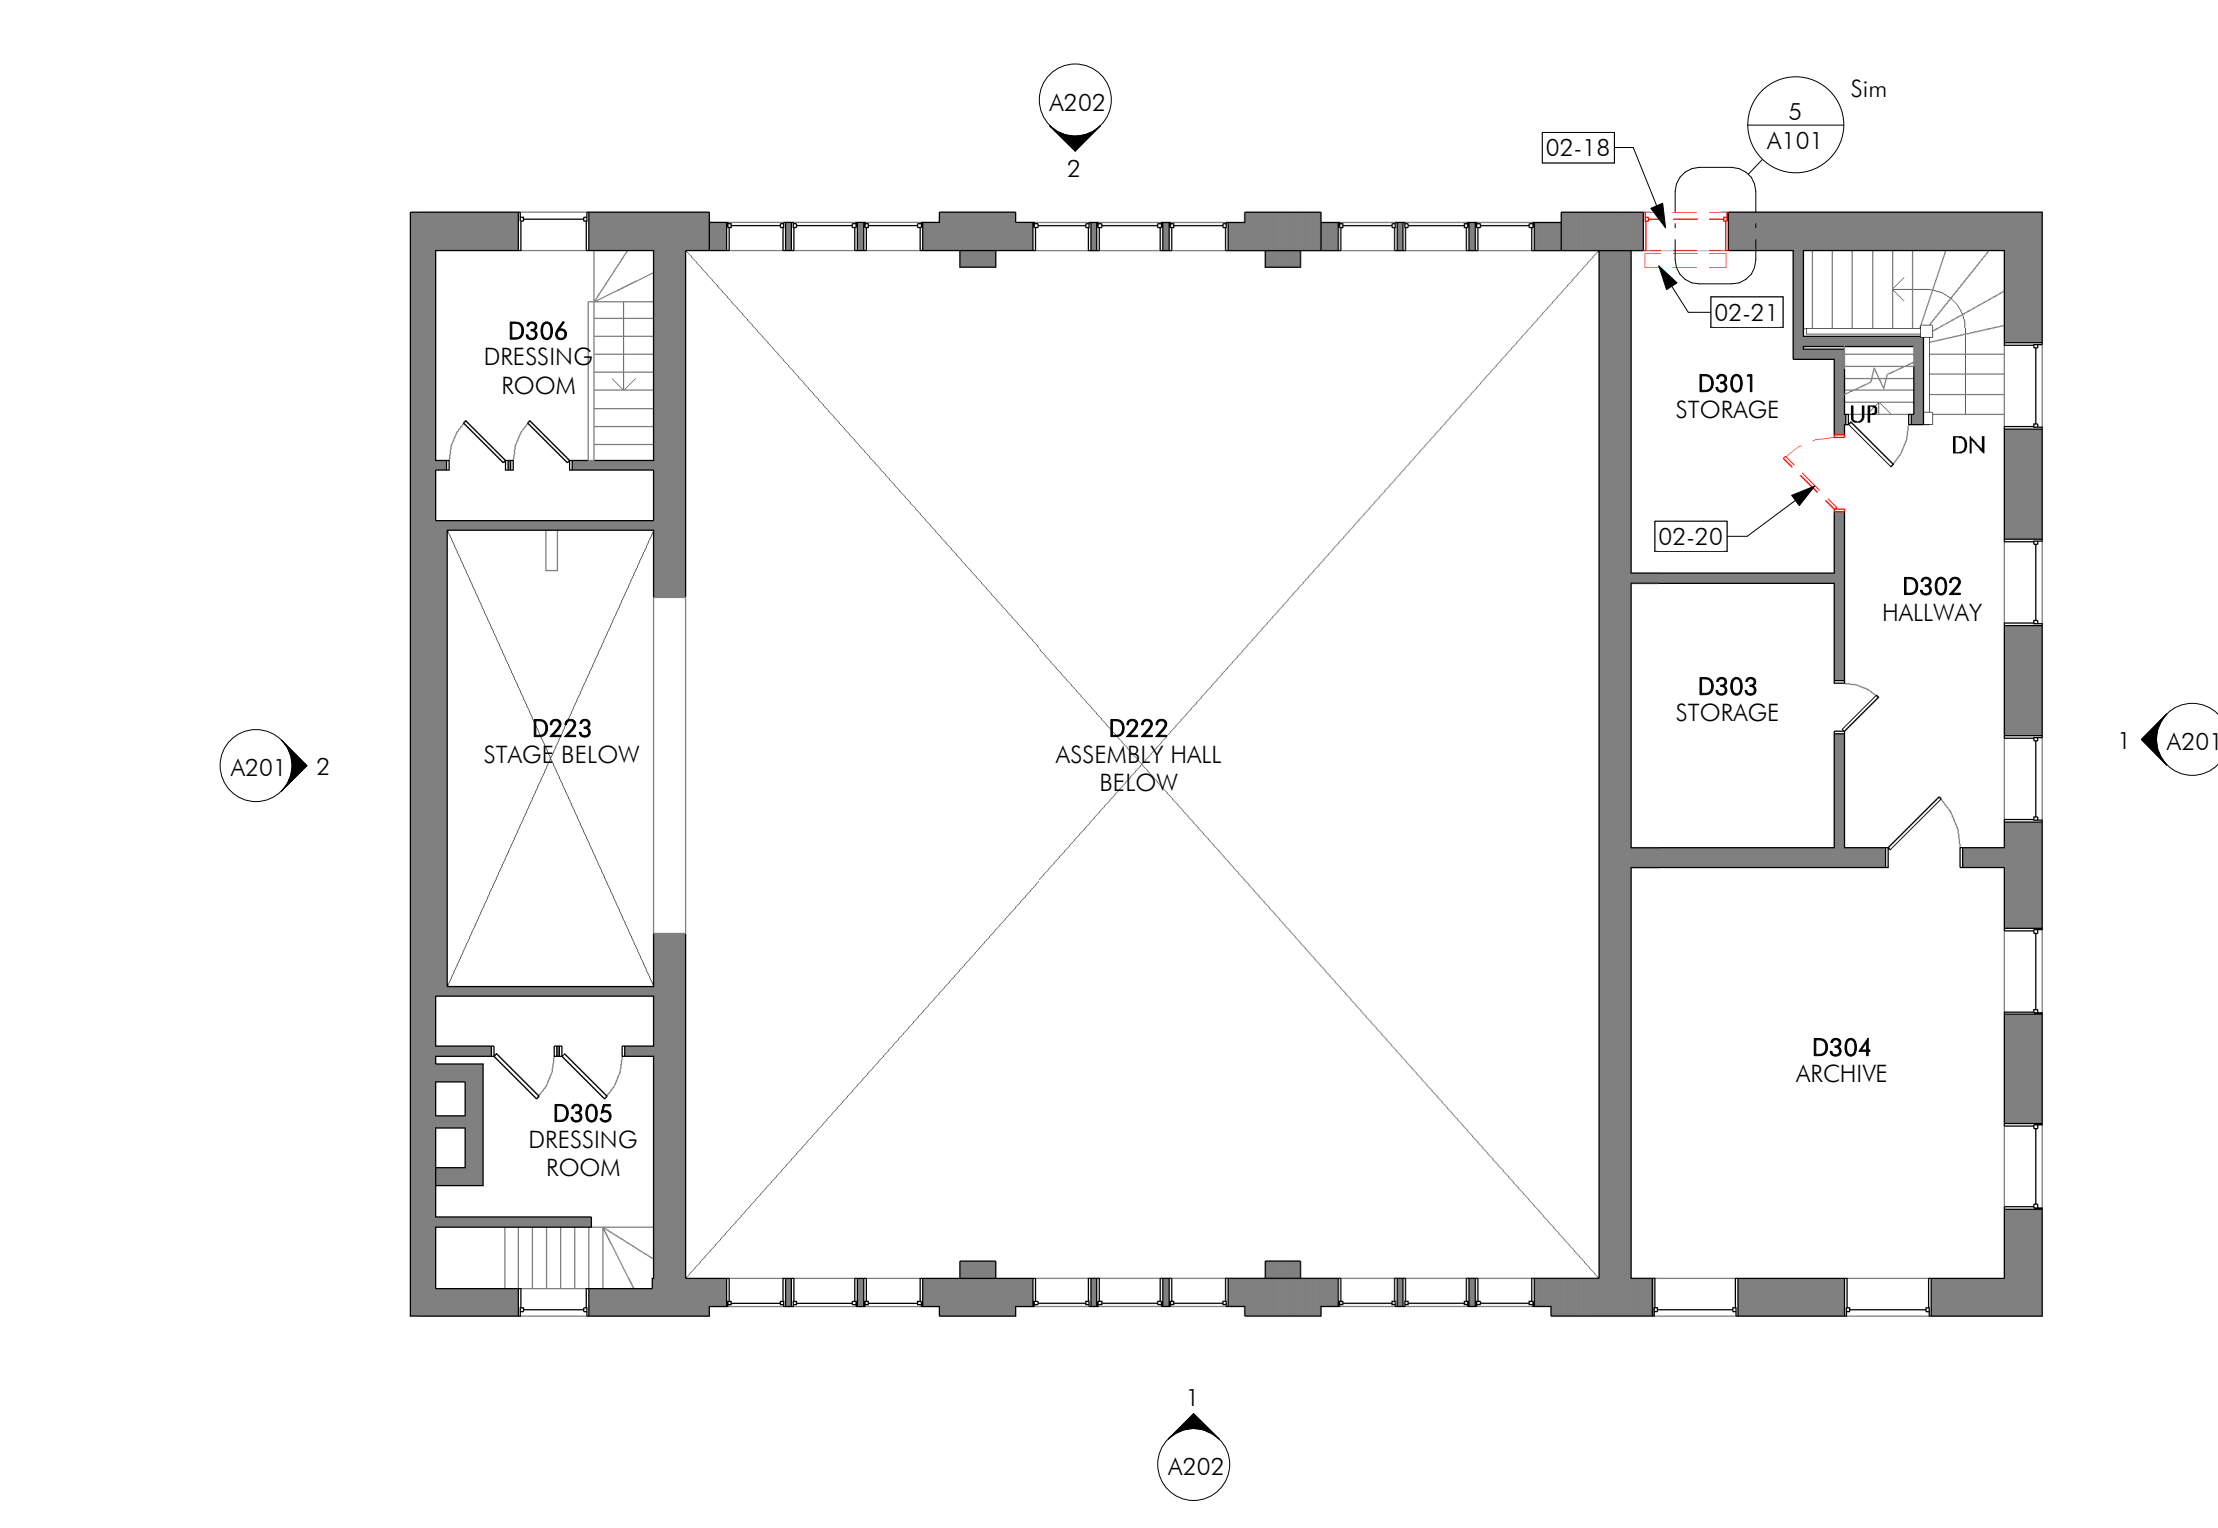 Sim
A202
2
5
A101
02-18
02-21
D306
DRESSING
ROOM
D301
STORAGE
UP
DN
02-20
D302
HALLWAY
D303
STORAGE
D223
STAGE BELOW
D222
ASSEMBLY HALL
BELOW
A201
2
1
A201
D304
ARCHIVE
D305
DRESSING
ROOM
1
A202